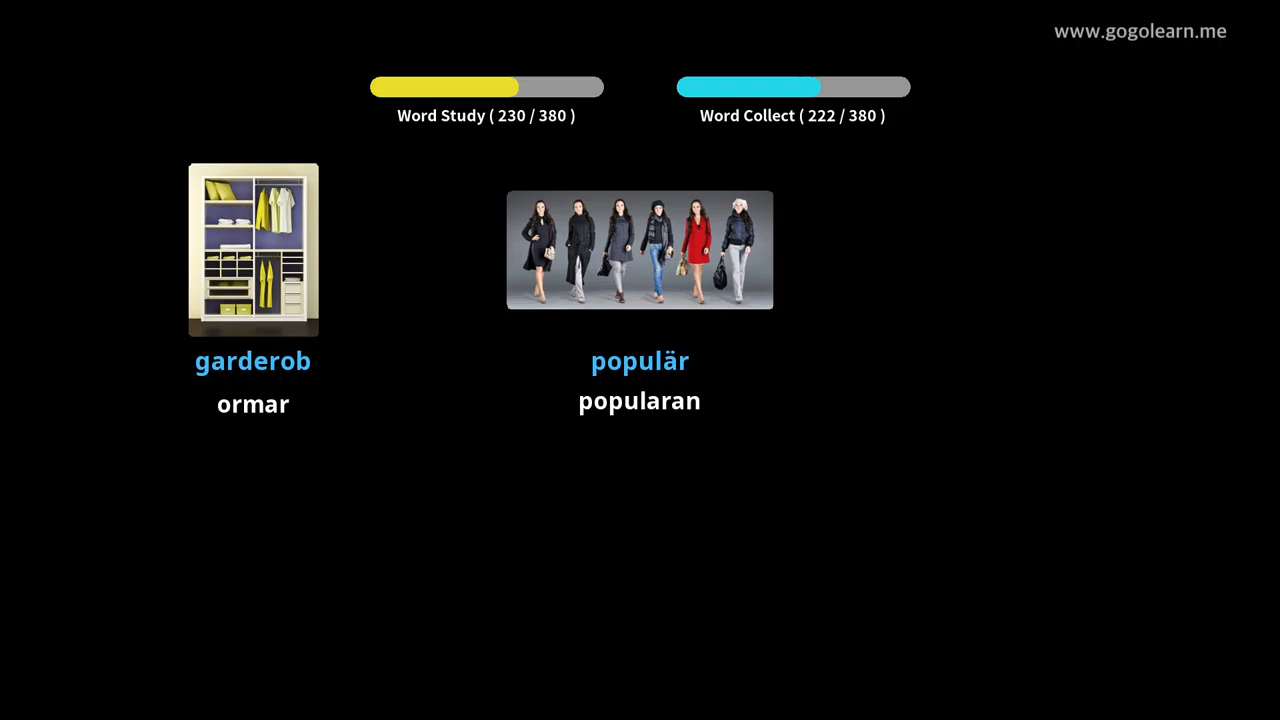 www.gogolearn.me
Word Study ( 230 / 380 )
Word Collect ( 222 / 380 )
garderob
ormar
populär
popularan